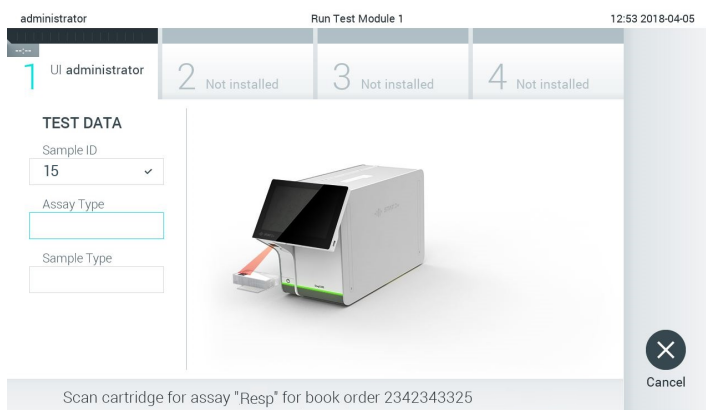 administrator Run Test Module 1 12:53 2018-04-05
--:--
1 UI administrator 2 Not installed 3 Not installed 4 Not installed
TEST DATA
Sample ID
15
Assay Type
Sample Type
Cancel
Scan cartridge for assay "Resp" for book order 2342343325